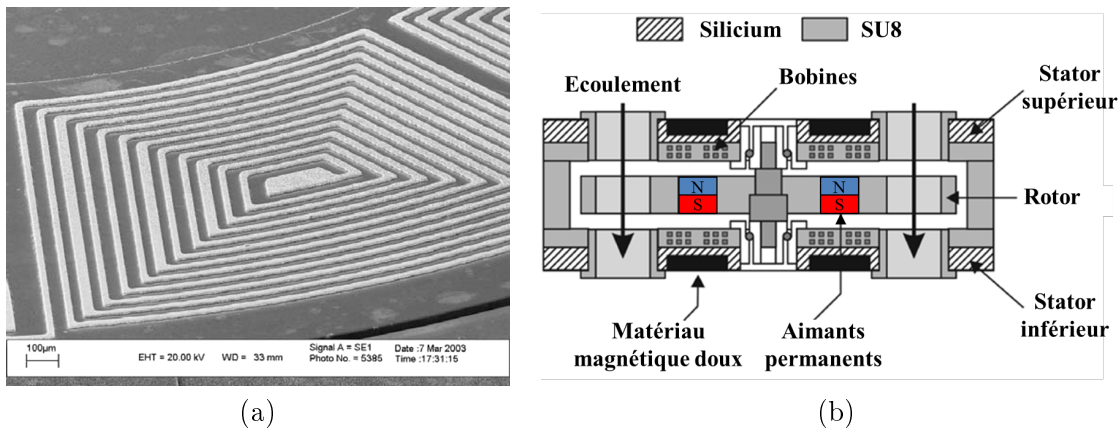 Silicium
SU8
Ecoulement
Bobines
Stator
supérieur
N
N
S
S
Rotor
Stator
inférieur
Matériau
magnétique doux
Aimants
permanents
100µm
EHT = 20.00 kV
WD = 33 mm
Signal A = SE1
Photo No. = 5385
Date :7 Mar 2003
Time :17:31:15
(a)
(b)